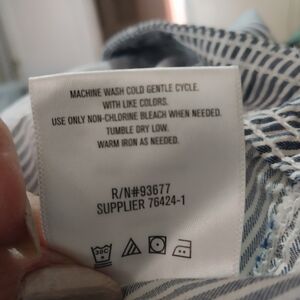 MACHINE WASH COLD GENTLE CYCLE.
WITH LIKE COLORS.
USE ONLY NON-CHLORINE BLEACH WHEN NEEDED.
TUMBLE DRY LOW.
WARM IRON AS NEEDED.
R/N#93677
SUPPLIER 76424-1
30C